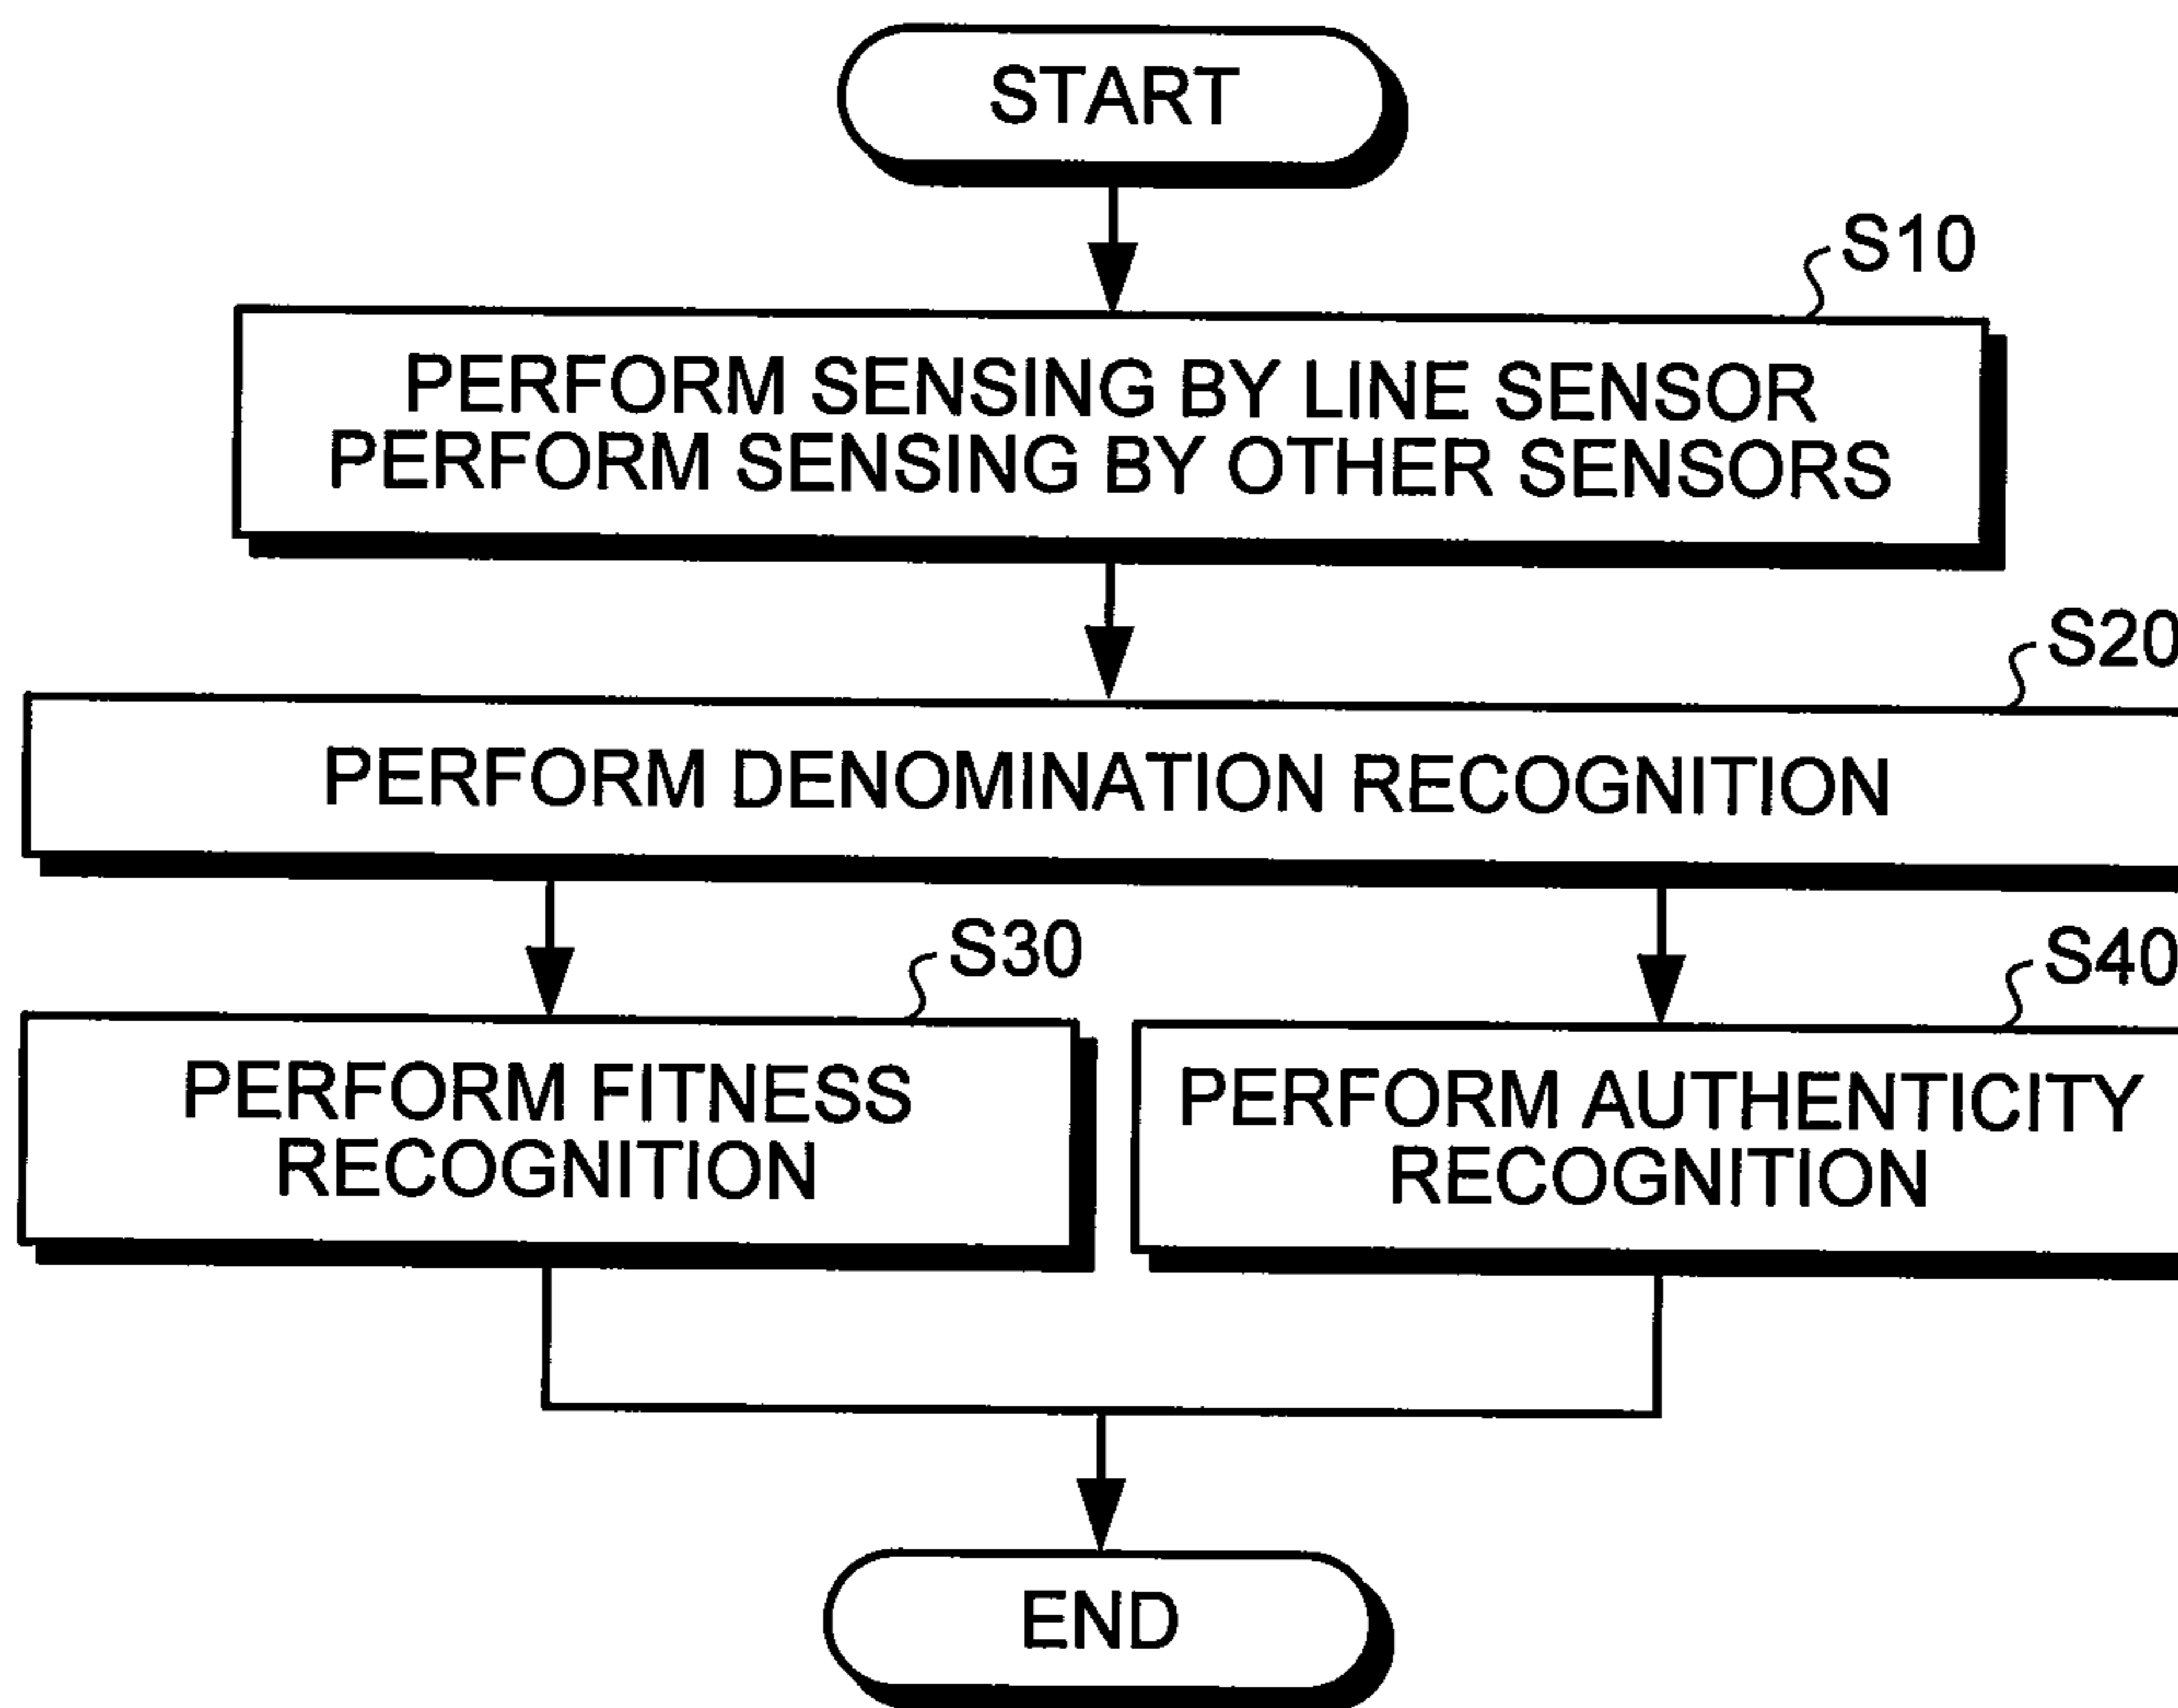 START
S10
PERFORM SENSING BY LINE SENSOR
PERFORM SENSING BY OTHER SENSORS
S20
PERFORM DENOMINATION RECOGNITION
S30
PERFORM FITNESS
RECOGNITION
S40
PERFORM AUTHENTICITY
RECOGNITION
END